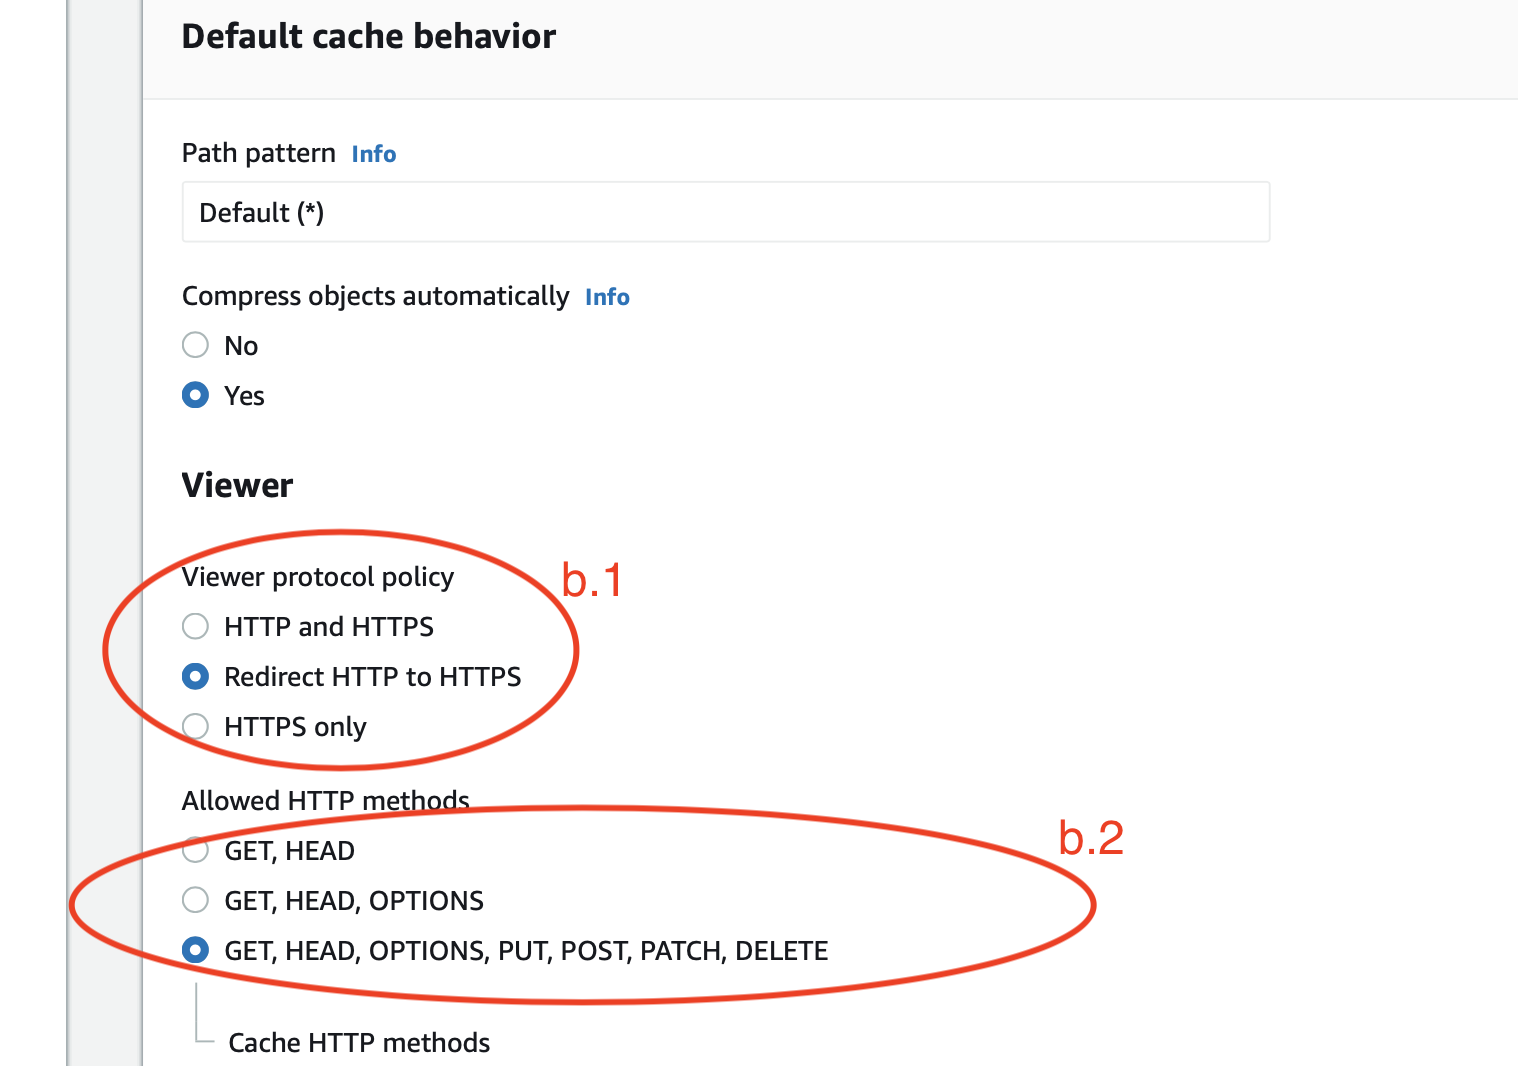 Default cache behavior
Path pattern Info
Default (*)
Compress objects automatically Info
No
Yes
Viewer
Viewer protocol policy
b.1
HTTP and HTTPS
Redirect HTTP to HTTPS
HTTPS only
Allowed HTTP methods
b.2
GET, HEAD
GET, HEAD, OPTIONS
GET, HEAD, OPTIONS, PUT, POST, PATCH, DELETE
Cache HTTP methods